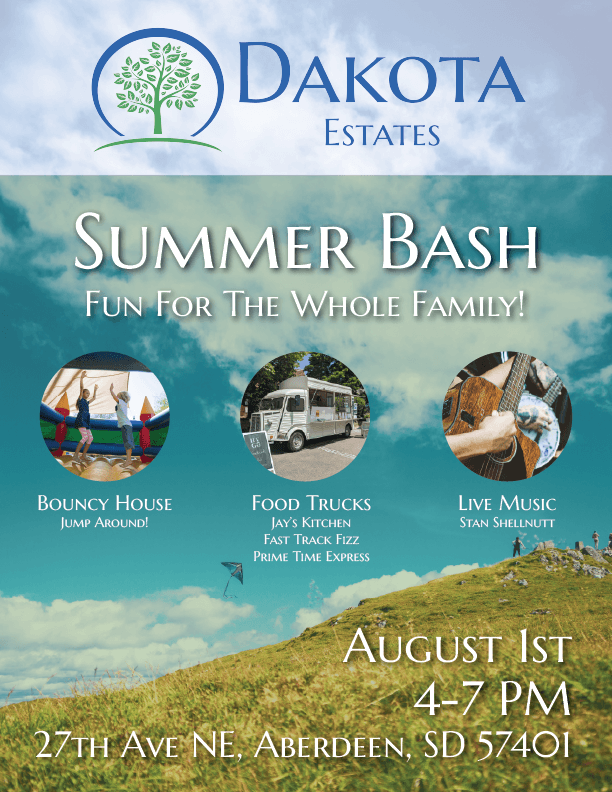 Dakota
Estates
Summer Bash
Fun For The Whole Family!
Bouncy House
Jump Around!
Food Trucks
Jay's Kitchen
Fast Track Fizz
Prime Time Express
Live Music
Stan Shellnutt
August 1st
4-7 PM
27th Ave NE, Aberdeen, SD 57401